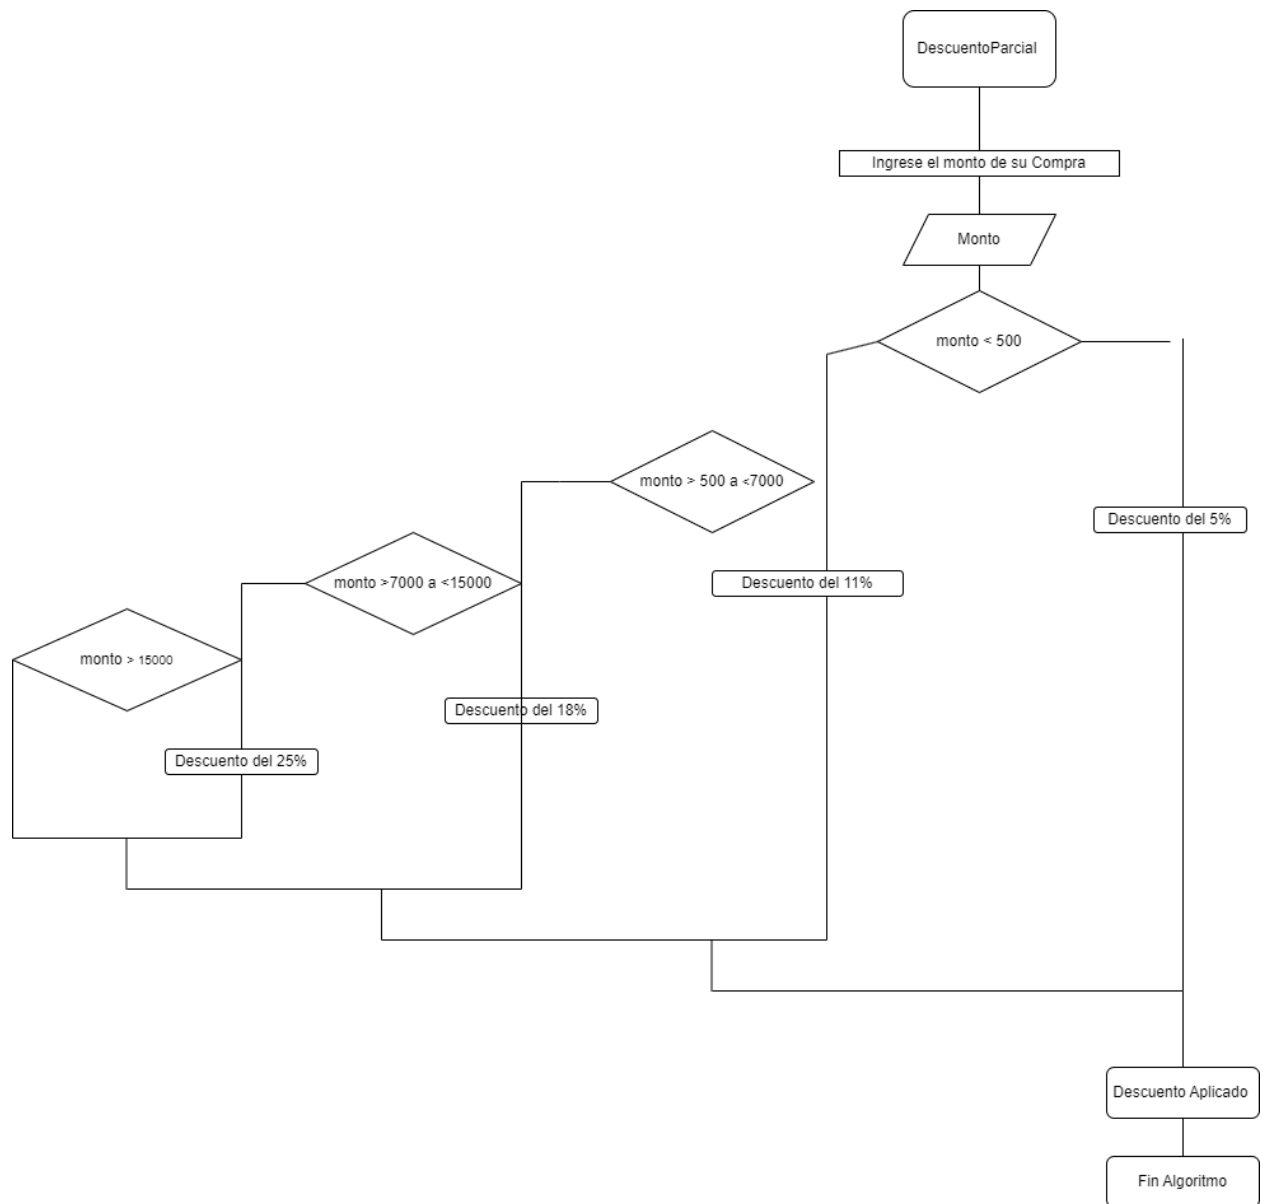 DescuentoParcial
Ingrese el monto de su Compra
Monto
monto < 500
monto > 500 a <7000
Descuento del 5%
monto >7000 a <15000
Descuento del 11%
monto > 15000
Descuento del 18%
Descuento del 25%
Descuento Aplicado
Fin Algoritmo